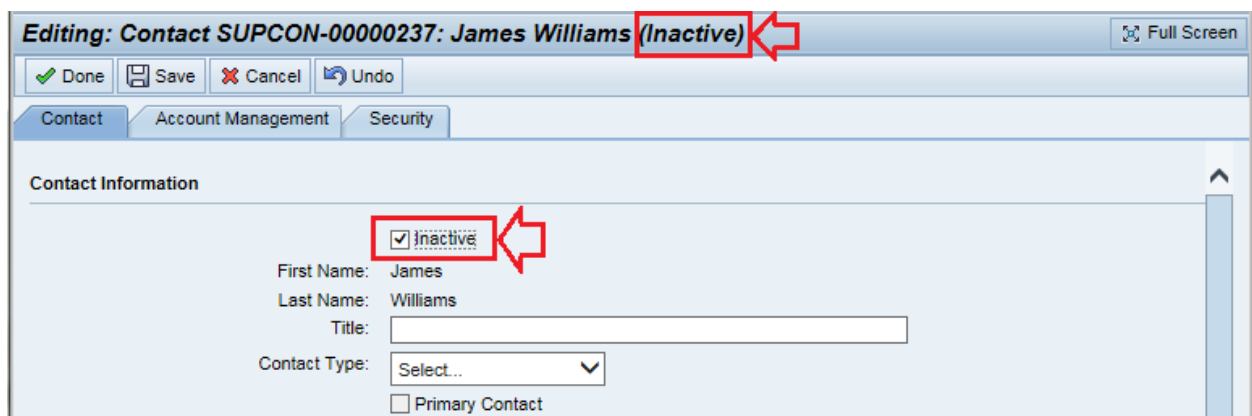 Editing: Contact SUPCON-00000237: James Williams (Inactive)
Full Screen
Done Save Cancel Undo
Contact Account Management Security
Contact Information
Inactive
First Name: James
Last Name: Williams
Title:
Contact Type: Select...
Primary Contact